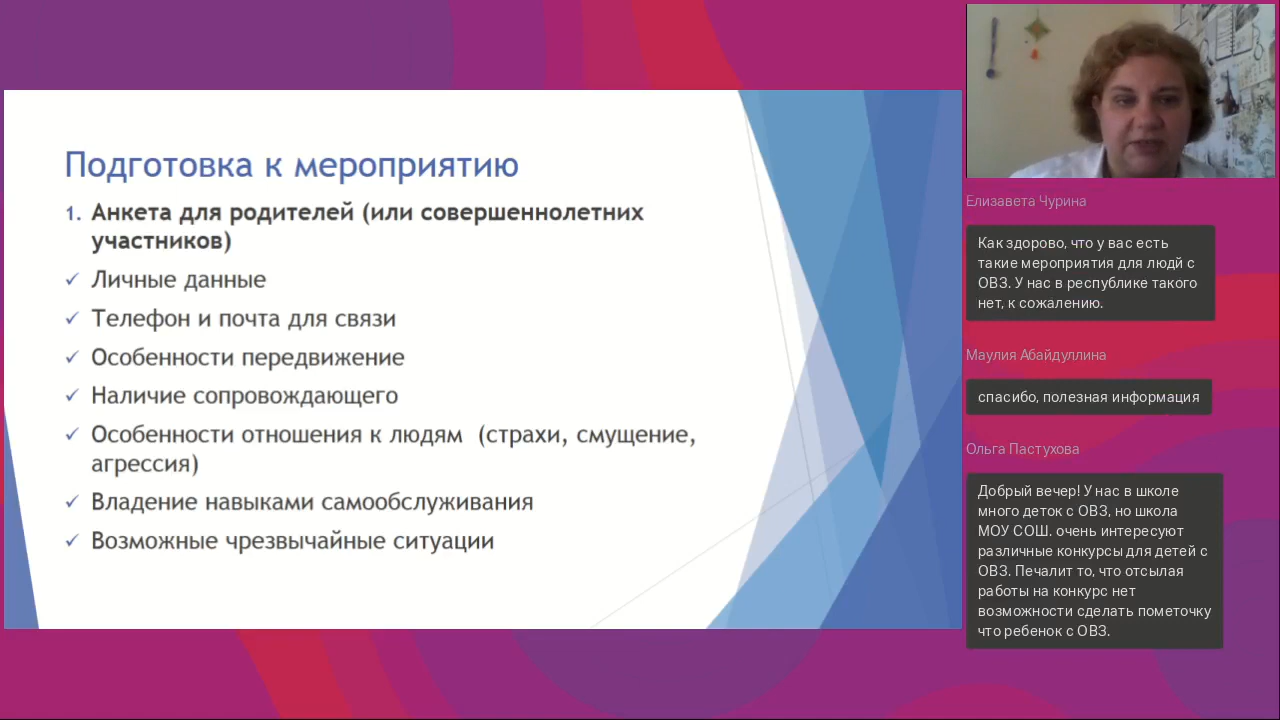 Подготовка к мероприятию
1. Анкета для родителей (или совершеннолетних
участников)
✓ Личные данные
✓ Телефон и почта для связи
✓ Особенности передвижение
✓ Наличие сопровождающего
✓ Особенности отношения к людям (страхи, смущение,
агрессия)
✓ Владение навыками самообслуживания
✓ Возможные чрезвычайные ситуации
Елизавета Чурина
Как здорово, что у вас есть
такие мероприятия для людй с
ОВЗ. У нас в республике такого
нет, к сожалению.
Маулия Абайдуллина
спасибо, полезная информация
Ольга Пастухова
Добрый вечер! У нас в школе
много деток с ОВЗ, но школа
МОУ СОШ. очень интересуют
различные конкурсы для детей с
ОВЗ. Печалит то, что отсылая
работы на конкурс нет
возможности сделать пометочку
что ребенок с ОВЗ.